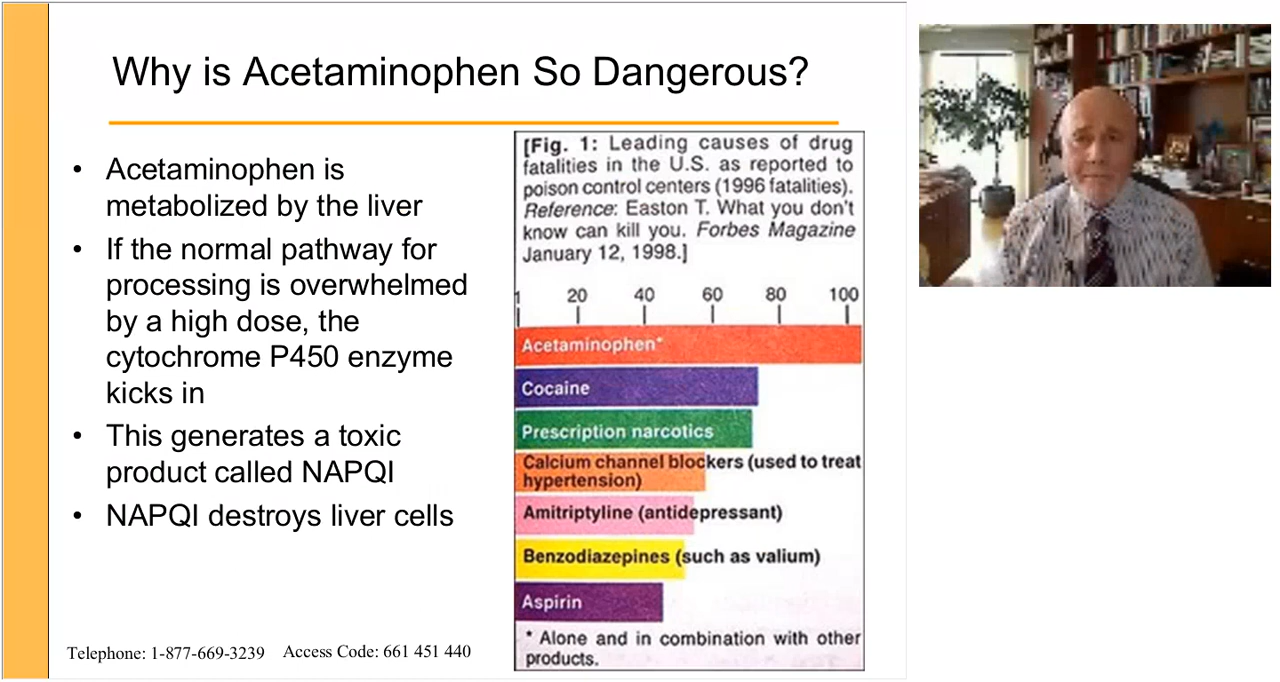 Why is Acetaminophen So Dangerous?
• Acetaminophen is
metabolized by the liver
• If the normal pathway for
processing is overwhelmed
by a high dose, the
cytochrome P450 enzyme
kicks in
• This generates a toxic
product called NAPQI
• NAPQI destroys liver cells
[Fig. 1: Leading causes of drug
fatalities in the U.S. as reported to
poison control centers (1996 fatalities).
Reference: Easton T. What you don't
know can kill you. Forbes Magazine
January 12, 1998.]
1 20 40 60 80 100
Acetaminophen*
Cocaine
Prescription narcotics
Calcium channel blockers (used to treat
hypertension)
Amitriptyline (antidepressant)
Benzodiazepines (such as valium)
Aspirin
* Alone and in combination with other
products.
Telephone: 1-877-669-3239 Access Code: 661 451 440